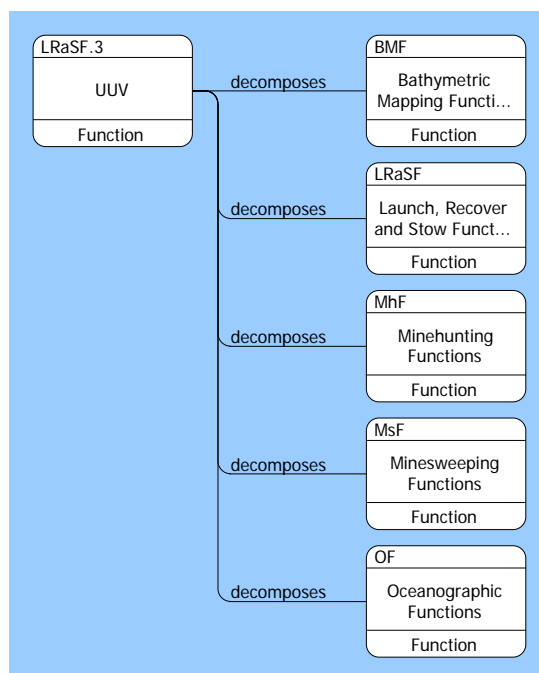 LRaSF.3
UUV
Function
decomposes
BMF
Bathymetric
Mapping Functi...
Function
decomposes
LRaSF
Launch, Recover
and Stow Funct...
Function
decomposes
MhF
Minehunting
Functions
Function
decomposes
MsF
Minesweeping
Functions
Function
decomposes
OF
Oceanographic
Functions
Function